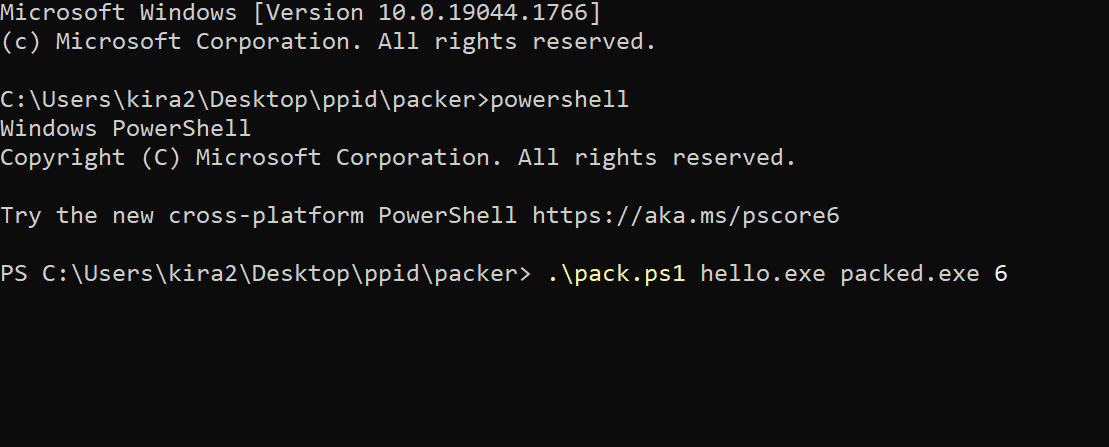 Microsoft Windows [Version 10.0.19044.1766]
(c) Microsoft Corporation. All rights reserved.
C:\Users\kira2\Desktop\ppid\packer>powershell
Windows PowerShell
Copyright (C) Microsoft Corporation. All rights reserved.
Try the new cross-platform PowerShell https://aka.ms/pscore6
PS C:\Users\kira2\Desktop\ppid\packer> .\pack.ps1 hello.exe packed.exe 6